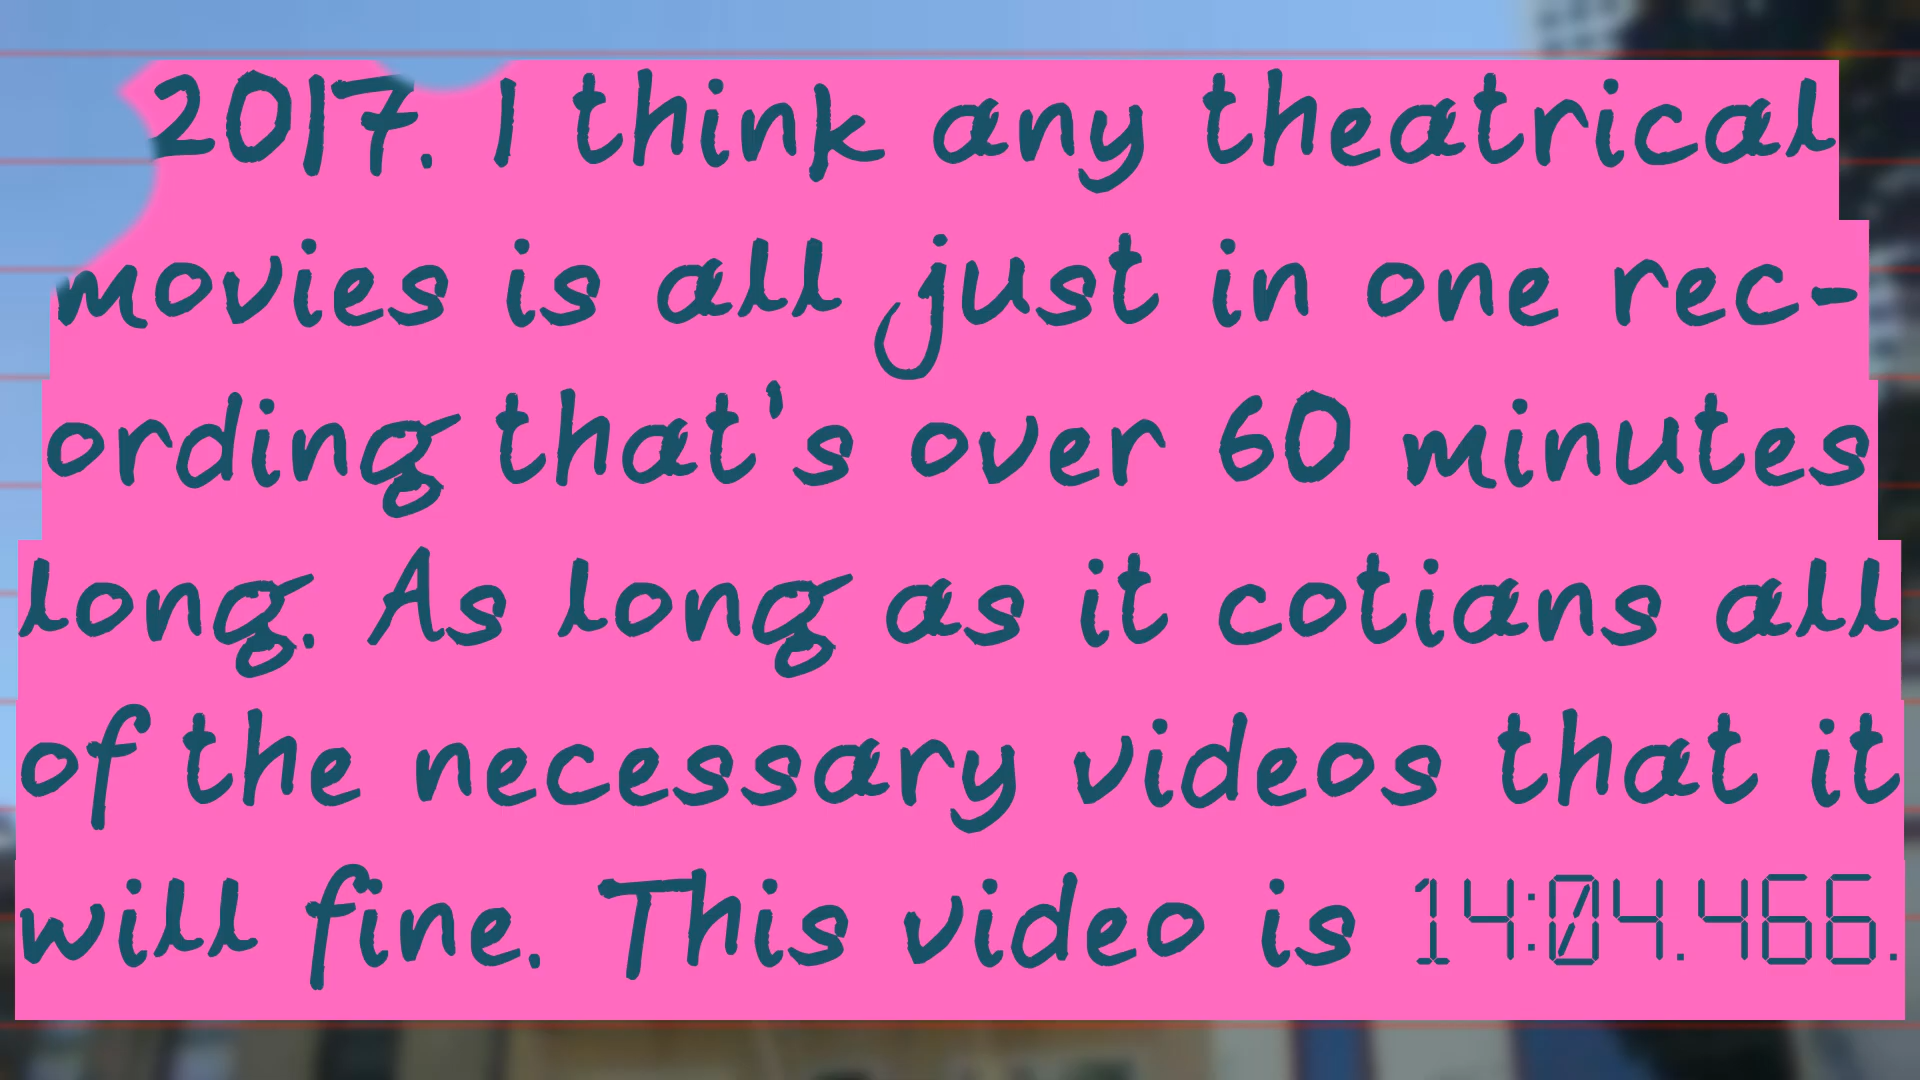 2017. I think any theatrical
movies is all just in one rec-
ording that's over 60 minutes
long. As long as it cotians all
of the necessary videos that it
will fine. This video is 14:04.466.